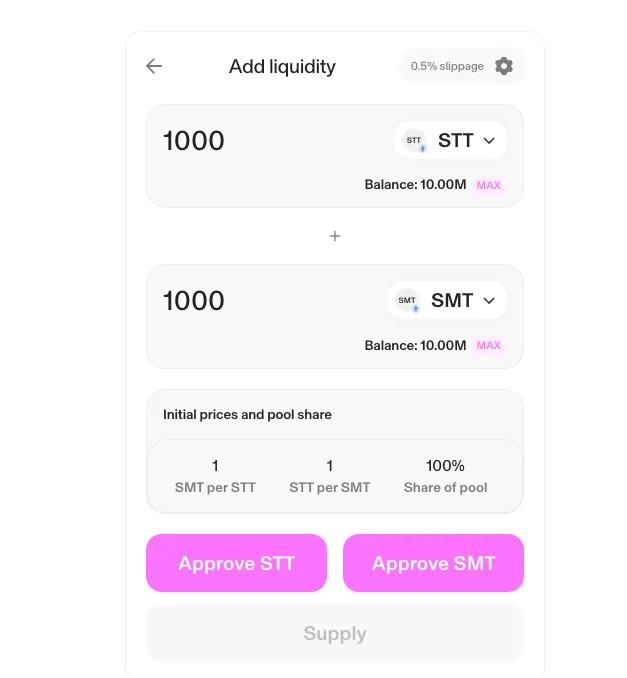 Add liquidity
0.5% slippage
1000
STT
STT
Balance: 10.00M MAX
+
1000
SMT
SMT
Balance: 10.00M MAX
Initial prices and pool share
1 1 100%
SMT per STT STT per SMT Share of pool
Approve STT Approve SMT
Supply